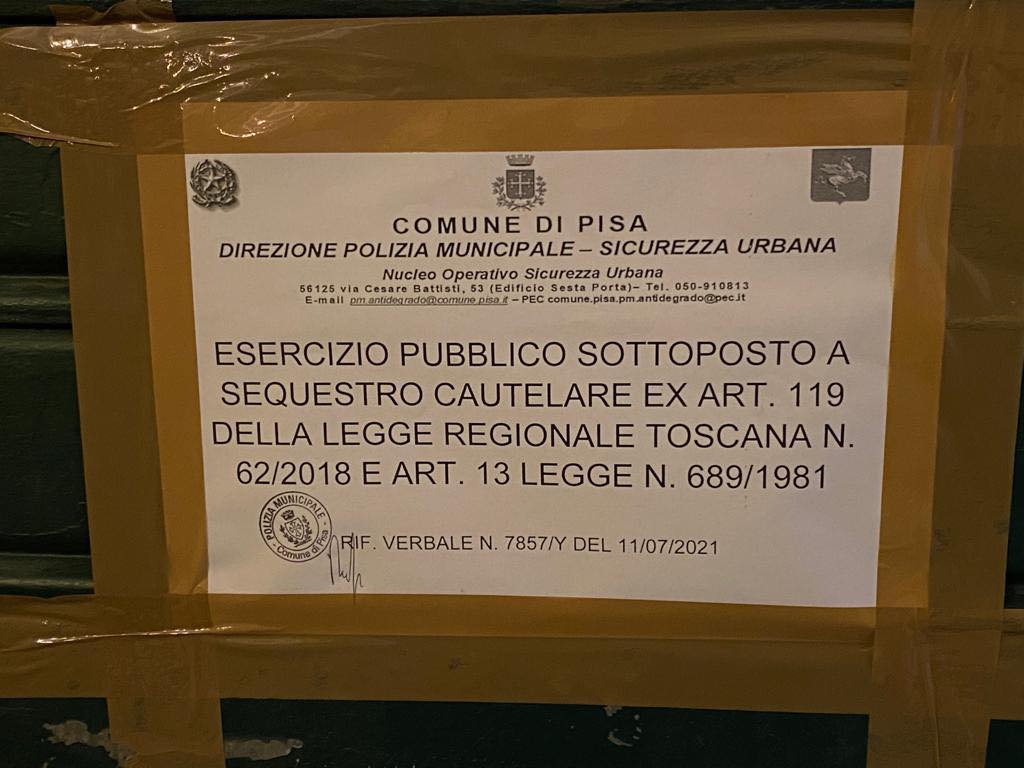 COMUNE DI PISA
DIREZIONE POLIZIA MUNICIPALE – SICUREZZA URBANA
Nucleo Operativo Sicurezza Urbana
56125 via Cesare Battisti, 53 (Edificio Sesta Porta)– Tel. 050-910813
E-mail pm.antidegrado@comune.pisa.it – PEC comune.pisa.pm.antidegrado@pec.it
ESERCIZIO PUBBLICO SOTTOPOSTO A
SEQUESTRO CAUTELARE EX ART. 119
DELLA LEGGE REGIONALE TOSCANA N.
62/2018 E ART. 13 LEGGE N. 689/1981
POLIZIA MUNICIPALE
- Comune di Pisa -
RIF. VERBALE N. 7857/Y DEL 11/07/2021